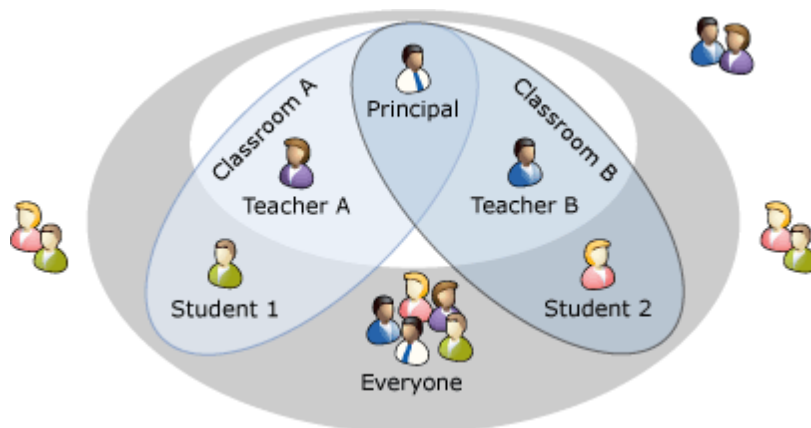 Classroom A
Principal
Classroom B
Teacher A
Teacher B
Student 1
Student 2
Everyone